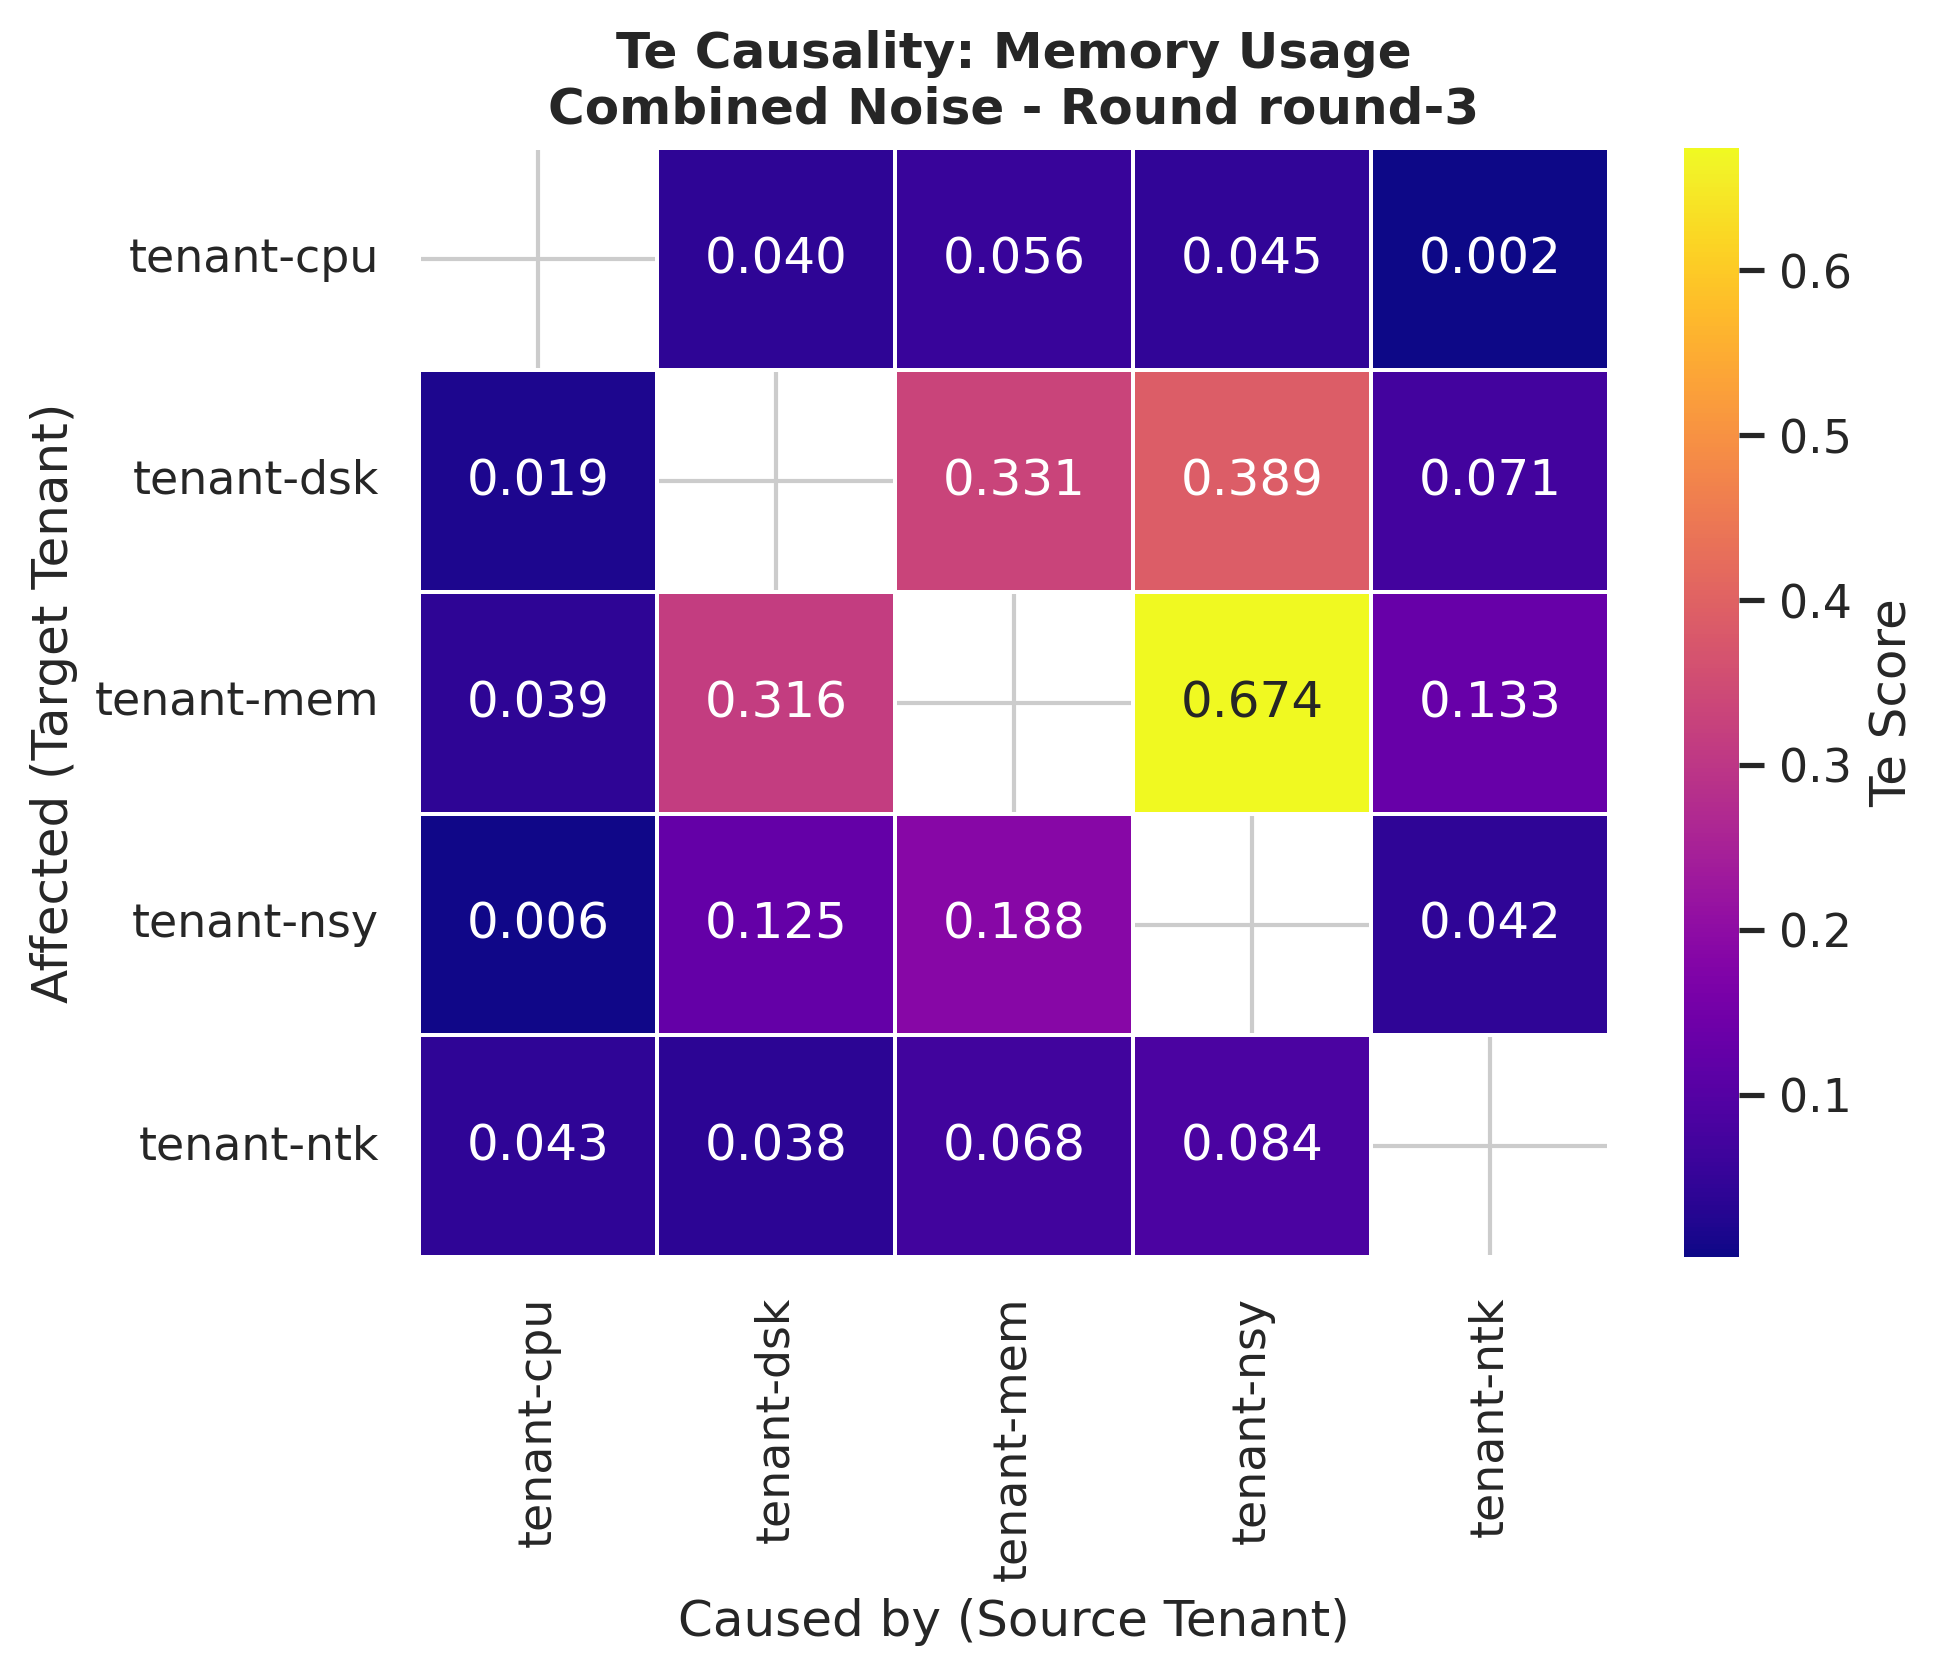 Te Causality: Memory Usage
Combined Noise - Round round-3
Affected (Target Tenant)
tenant-cpu 0.040 0.056 0.045 0.002
tenant-dsk 0.019 0.331 0.389 0.071
tenant-mem 0.039 0.316 0.674 0.133
tenant-nsy 0.006 0.125 0.188 0.042
tenant-ntk 0.043 0.038 0.068 0.084
tenant-cpu
tenant-dsk
tenant-mem
tenant-nsy
tenant-ntk
Caused by (Source Tenant)
0.6
0.5
0.4
0.3
0.2
0.1
Te Score